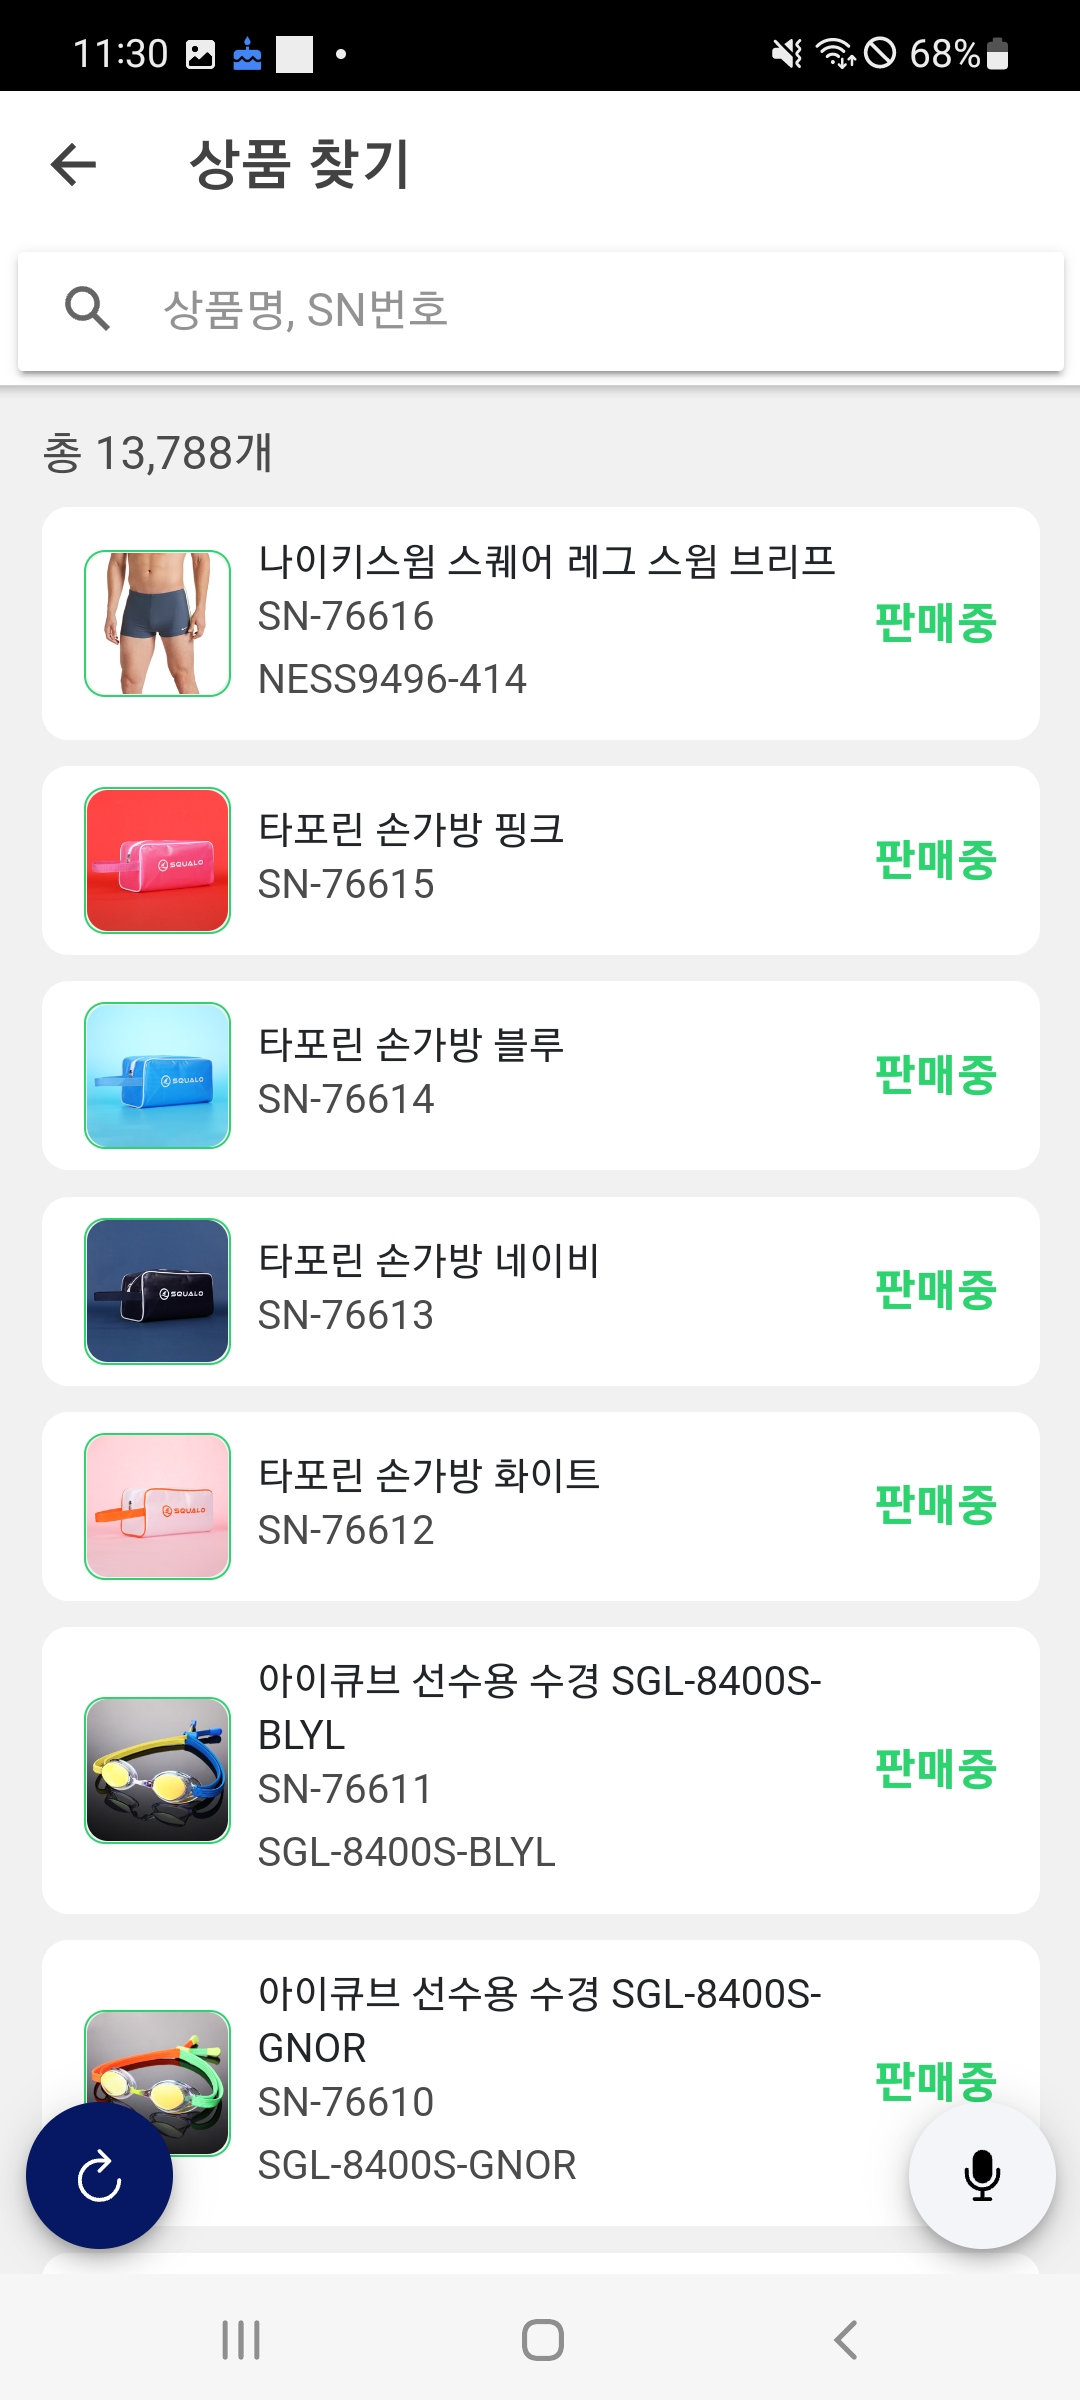 11:30
68%
상품 찾기
상품명, SN번호
총 13,788개
나이키스윔 스퀘어 레그 스윔 브리프
SN-76616
NESS9496-414
판매중
타포린 손가방 핑크
SN-76615
판매중
SQUALO
타포린 손가방 블루
SN-76614
판매중
SQUALO
타포린 손가방 네이비
SN-76613
판매중
SQUALO
타포린 손가방 화이트
SN-76612
판매중
SQUALO
아이큐브 선수용 수경 SGL-8400S-
BLYL
SN-76611
SGL-8400S-BLYL
판매중
아이큐브 선수용 수경 SGL-8400S-
GNOR
SN-76610
SGL-8400S-GNOR
판매중